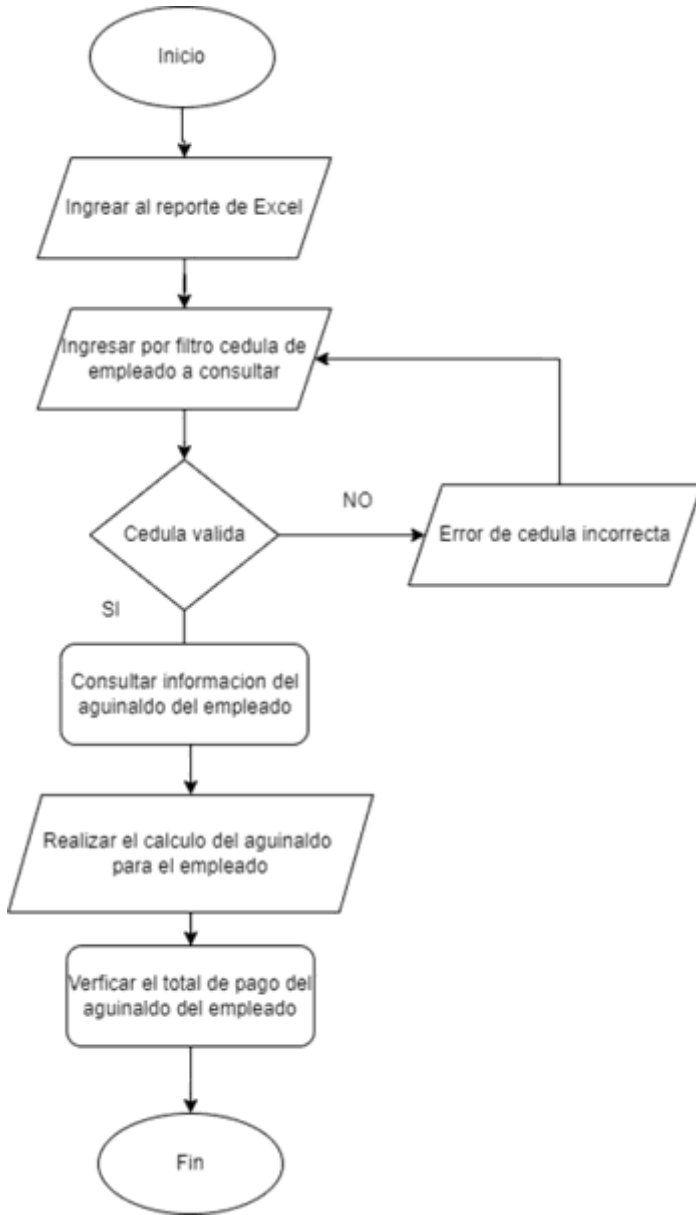 Inicio
Ingrear al reporte de Excel
Ingresar por filtro cedula de
empleado a consultar
Cedula valida
NO
Error de cedula incorrecta
SI
Consultar informacion del
aguinaldo del empleado
Realizar el calculo del aguinaldo
para el empleado
Verficar el total de pago del
aguinaldo del empleado
Fin